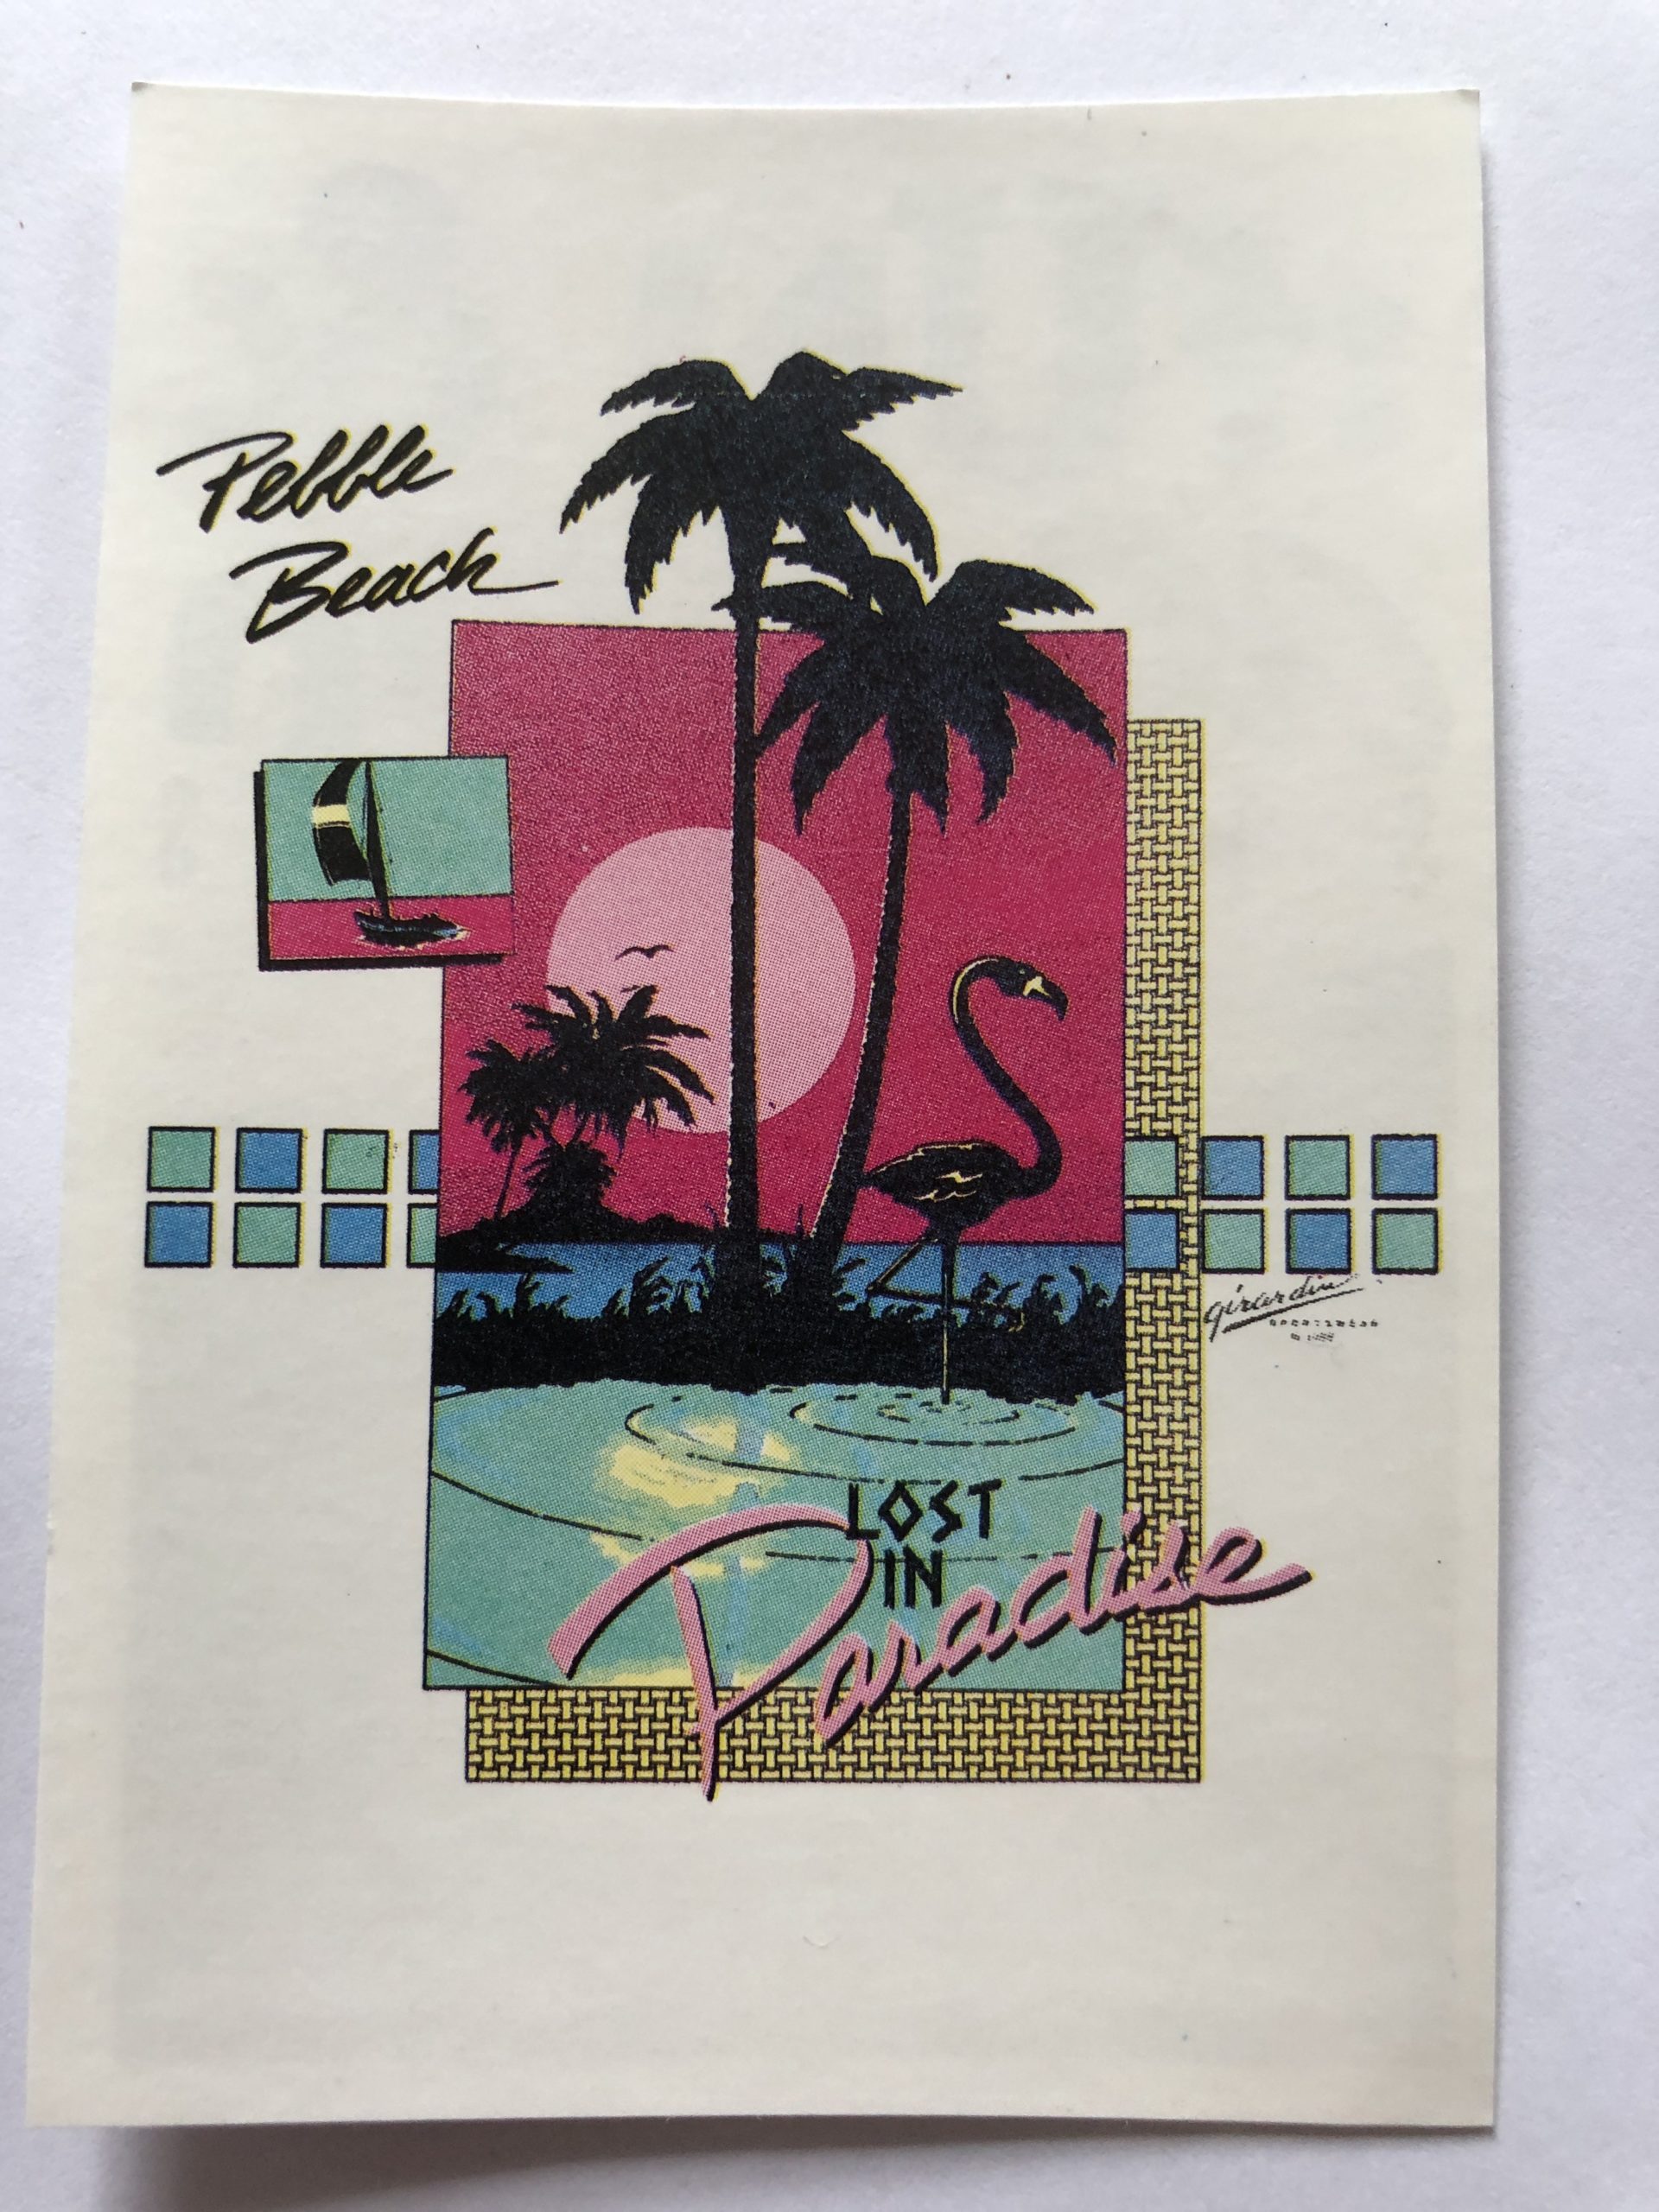 Pebble
Beach
girardin
LOST
IN
Paradise